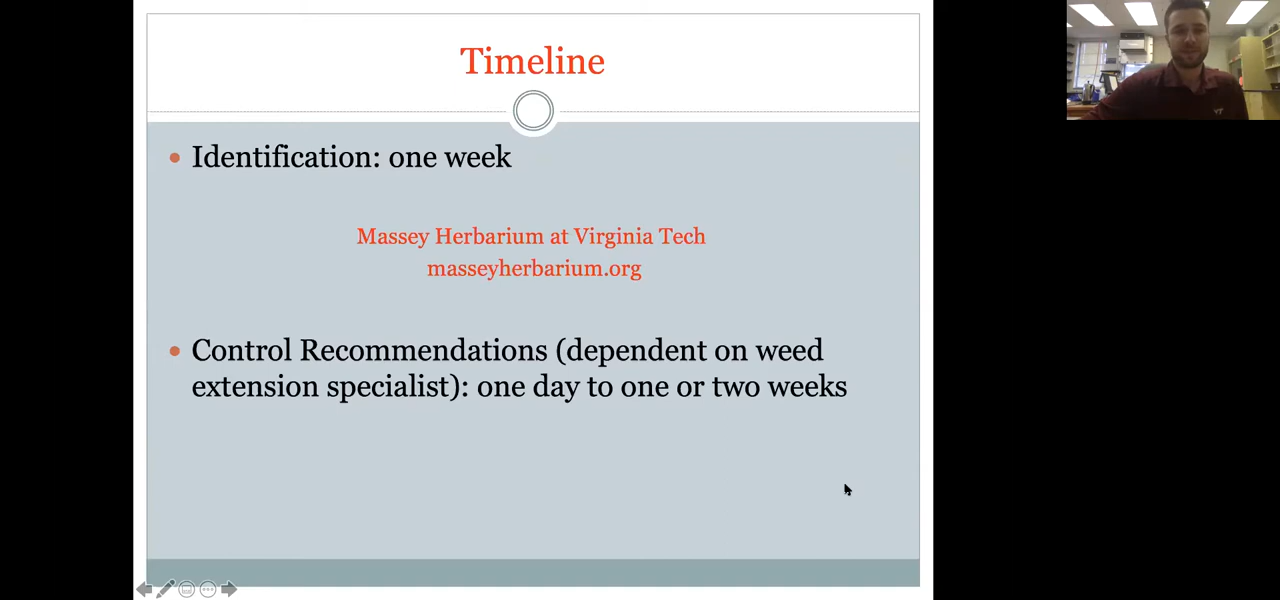 Timeline
Identification: one week
Massey Herbarium at Virginia Tech
masseyherbarium.org
Control Recommendations (dependent on weed
extension specialist): one day to one or two weeks